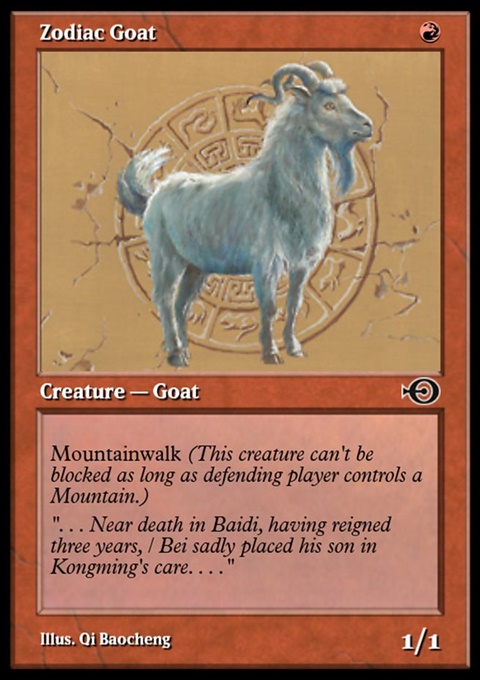 Zodiac Goat
Creature — Goat
Mountainwalk (This creature can't be
blocked as long as defending player controls a
Mountain.)
". . . Near death in Baidi, having reigned
three years, / Bei sadly placed his son in
Kongming's care. . . ."
Illus. Qi Baocheng
1/1